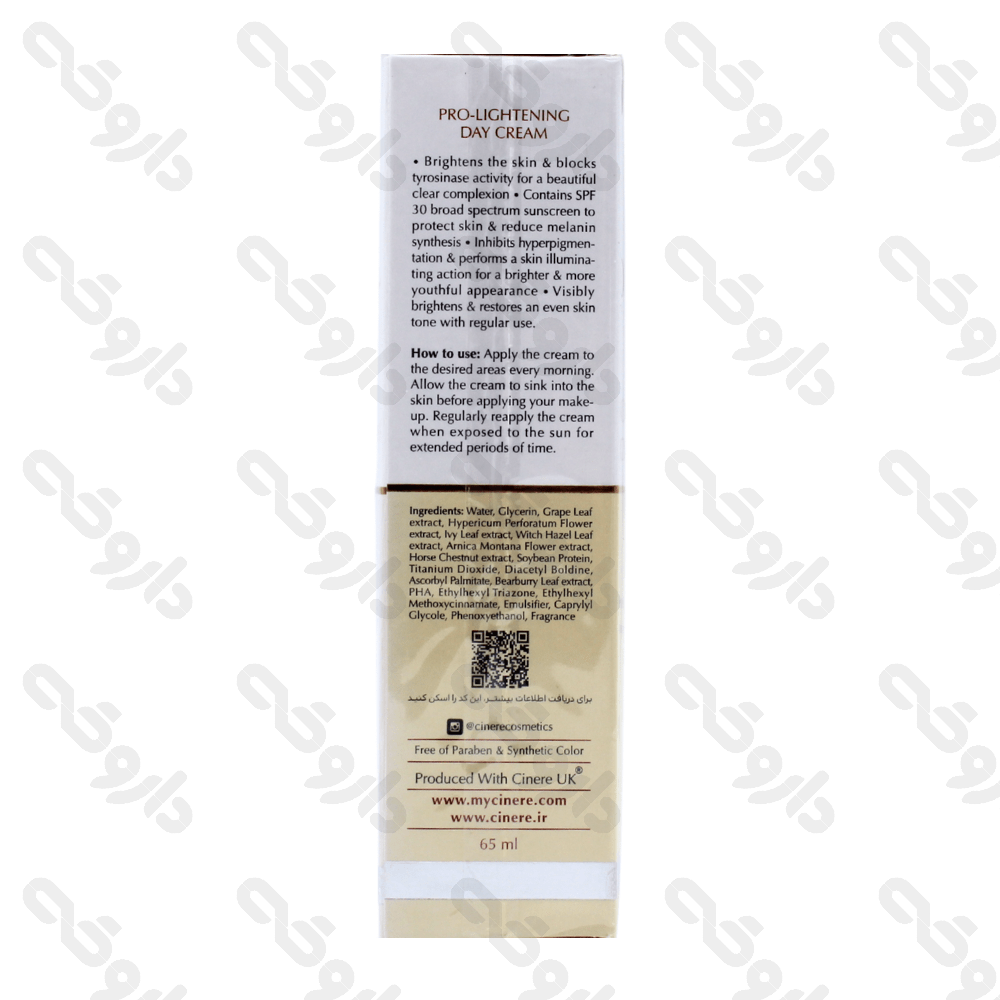 PRO-LIGHTENING
DAY CREAM
• Brightens the skin & blocks
tyrosinase activity for a beautiful
clear complexion • Contains SPF
30 broad spectrum sunscreen to
protect skin & reduce melanin
synthesis • Inhibits hyperpigmen-
tation & performs a skin illumina-
ting action for a brighter & more
youthful appearance • Visibly
brightens & restores an even skin
tone with regular use.
How to use: Apply the cream to
the desired areas every morning.
Allow the cream to sink into the
skin before applying your make-
up. Regularly reapply the cream
when exposed to the sun for
extended periods of time.
Ingredients: Water, Glycerin, Grape Leaf
extract, Hypericum Perforatum Flower
extract, Ivy Leaf extract, Witch Hazel Leaf
extract, Arnica Montana Flower extract,
Horse Chestnut extract, Soybean Protein,
Titanium Dioxide, Diacetyl Boldine,
Ascorbyl Palmitate, Bearburry Leaf extract,
PHA, Ethylhexyl Triazone, Ethylhexyl
Methoxycinnamate, Emulsifier, Caprylyl
Glycole, Phenoxyethanol, Fragrance
برای دریافت اطلاعات بیشتر، این کد را اسکن کنید
@cinerecosmetics
Free of Paraben & Synthetic Color
Produced With Cinere UK®
www.mycinere.com
www.cinere.ir
65 ml